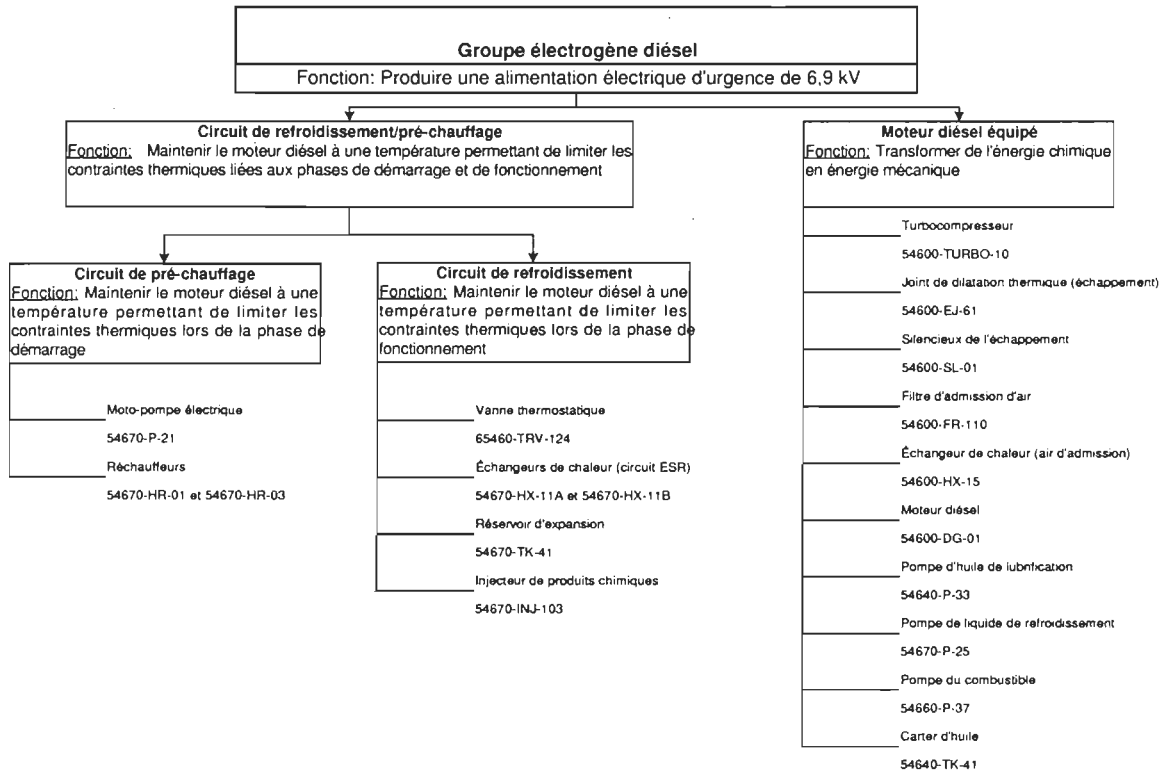 Groupe électrogène diésel
Fonction: Produire une alimentation électrique d'urgence de 6,9 kV
Circuit de refroidissement/pré-chauffage
Fonction: Maintenir le moteur diésel à une température permettant de limiter les
contraintes thermiques liées aux phases de démarrage et de fonctionnement
Moteur diésel équipé
Fonction: Transformer de l'énergie chimique
en énergie mécanique
Circuit de pré-chauffage
Fonction: Maintenir le moteur diésel à une
température permettant de limiter les
contraintes thermiques lors de la phase de
démarrage
Moto-pompe électrique
54670-P-21
Réchauffeurs
54670-HR-01 et 54670-HR-03
Circuit de refroidissement
Fonction: Maintenir le moteur diésel à une
température permettant de limiter les
contraintes thermiques lors de la phase de
fonctionnement
Vanne thermostatique
65460-TRV-124
Échangeurs de chaleur (circuit ESR)
54670-HX-11A et 54670-HX-11B
Réservoir d'expansion
54670-TK-41
Injecteur de produits chimiques
54670-INJ-103
Turbocompresseur
54600-TURBO-10
Joint de dilatation thermique (échappement)
54600-EJ-61
Silencieux de l'échappement
54600-SL-01
Filtre d'admission d'air
54600-FR-110
Échangeur de chaleur (air d'admission)
54600-HX-15
Moteur diésel
54600-DG-01
Pompe d'huile de lubrification
54640-P-33
Pompe de liquide de refroidissement
54670-P-25
Pompe du combustible
54660-P-37
Carter d'huile
54640-TK-41